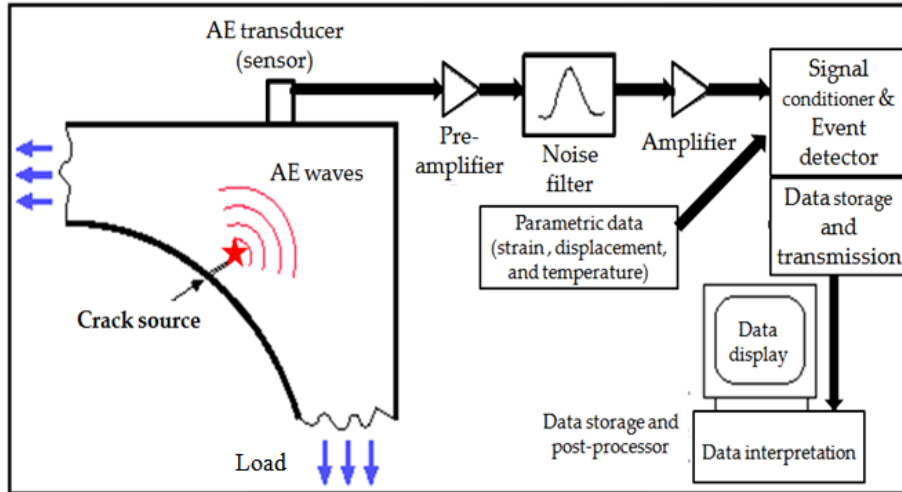 AE transducer
(sensor)
Pre-
amplifier
Noise
filter
Amplifier
Signal
conditioner &
Event
detector
AE waves
Parametric data
(strain, displacement,
and temperature)
Data storage
and
transmission
Crack source
Data
display
Data storage and
post-processor
Data interpretation
Load